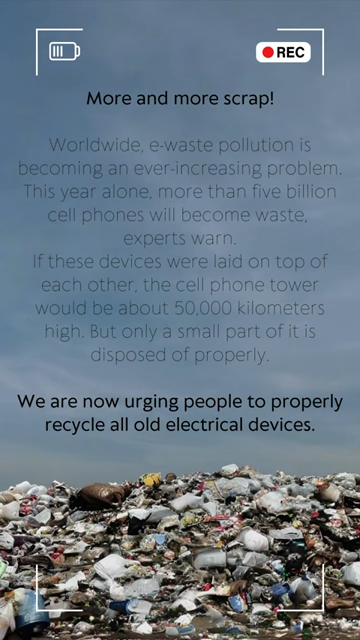 REC
More and more scrap!
Worldwide, e-waste pollution is
becoming an ever-increasing problem.
This year alone, more than five billion
cell phones will become waste,
experts warn.
If these devices were laid on top of
each other, the cell phone tower
would be about 50,000 kilometers
high. But only a small part of it is
disposed of properly.
We are now urging people to properly
recycle all old electrical devices.